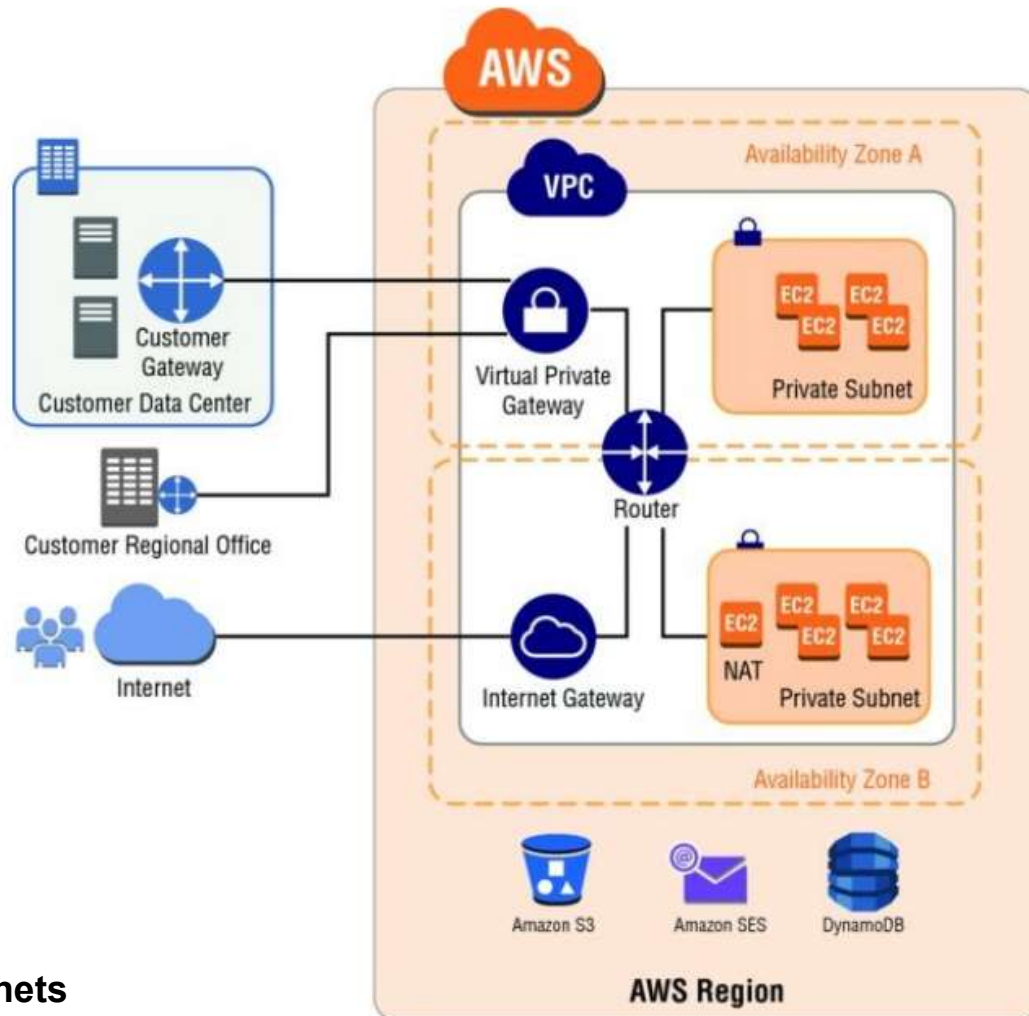 AWS
Availability Zone A
VPC
EC2
EC2
EC2
EC2
Private Subnet
Customer
Gateway
Customer Data Center
Virtual Private
Gateway
Router
Customer Regional Office
Internet
Internet Gateway
EC2
NAT
EC2
EC2
EC2
EC2
Private Subnet
Availability Zone B
@
Amazon S3
Amazon SES
DynamoDB
AWS Region
nets